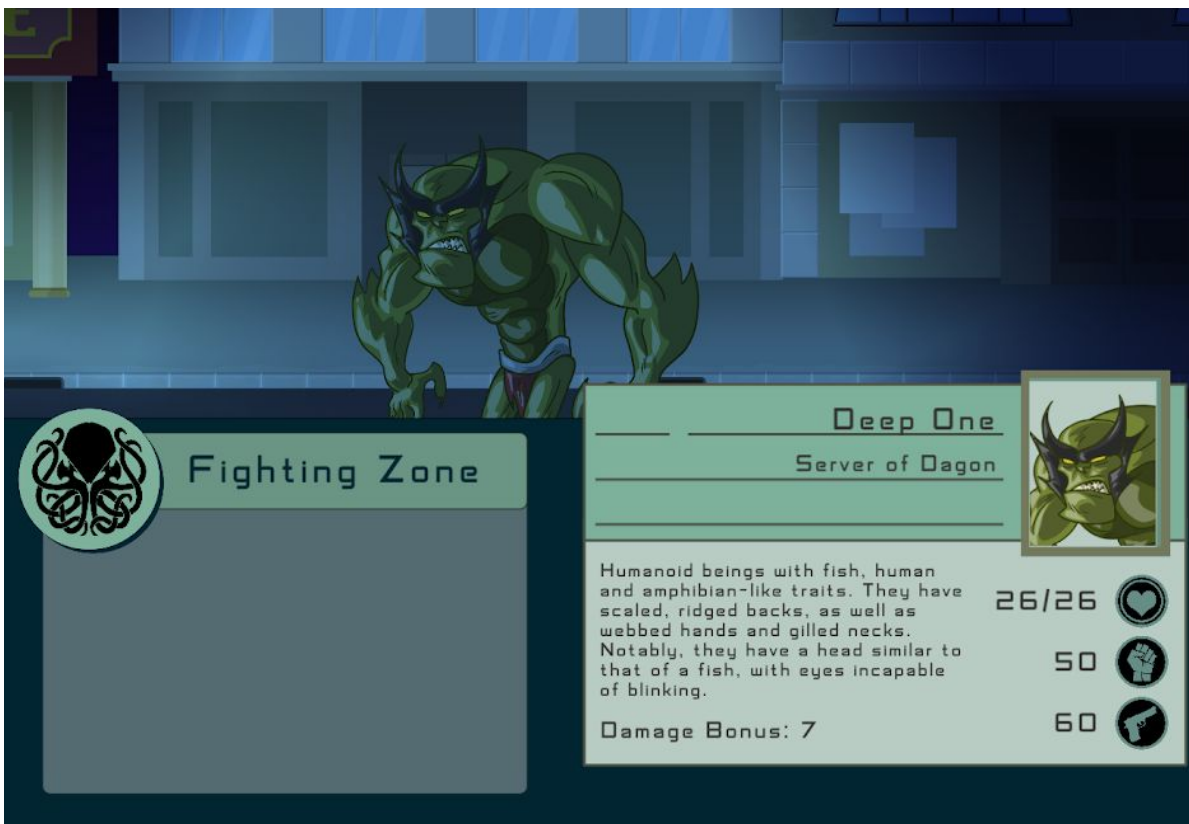 Fighting Zone
Deep One
Server of Dagon
Humanoid beings with fish, human
and amphibian-like traits. They have
scaled, ridged backs, as well as
webbed hands and gilled necks.
Notably, they have a head similar to
that of a fish, with eyes incapable
of blinking.
Damage Bonus: 7
26/26
50
60